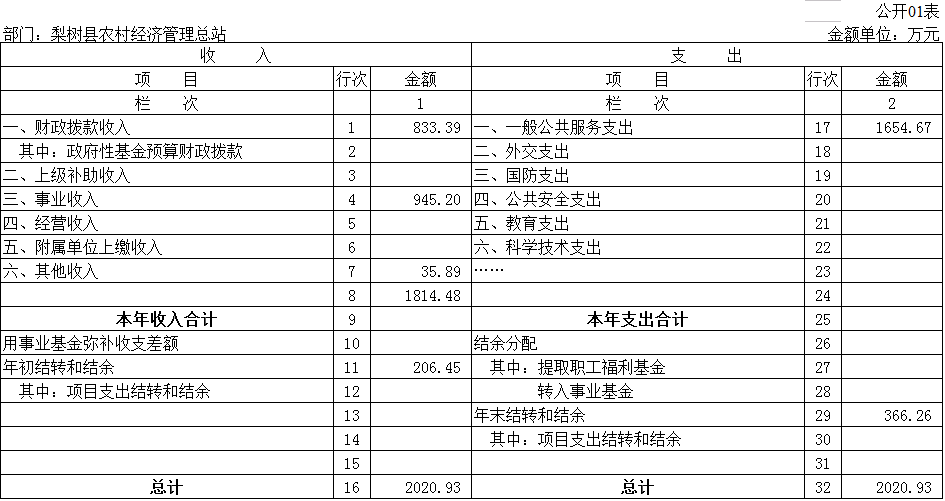 公开01表
部门：梨树县农村经济管理总站 金额单位：万元
收 入 支 出
项 目 行次 金额 项 目 行次 金额
栏 次 1 栏 次 2
一、财政拨款收入 1 833.39 一、一般公共服务支出 17 1654.67
其中：政府性基金预算财政拨款 2 二、外交支出 18
二、上级补助收入 3 三、国防支出 19
三、事业收入 4 945.20 四、公共安全支出 20
四、经营收入 5 五、教育支出 21
五、附属单位上缴收入 6 六、科学技术支出 22
六、其他收入 7 35.89 …… 23
8 1814.48 24
本年收入合计 9 本年支出合计 25
用事业基金弥补收支差额 10 结余分配 26
年初结转和结余 11 206.45 其中：提取职工福利基金 27
其中：项目支出结转和结余 12 转入事业基金 28
13 年末结转和结余 29 366.26
14 其中：项目支出结转和结余 30
15 31
总计 16 2020.93 总计 32 2020.93